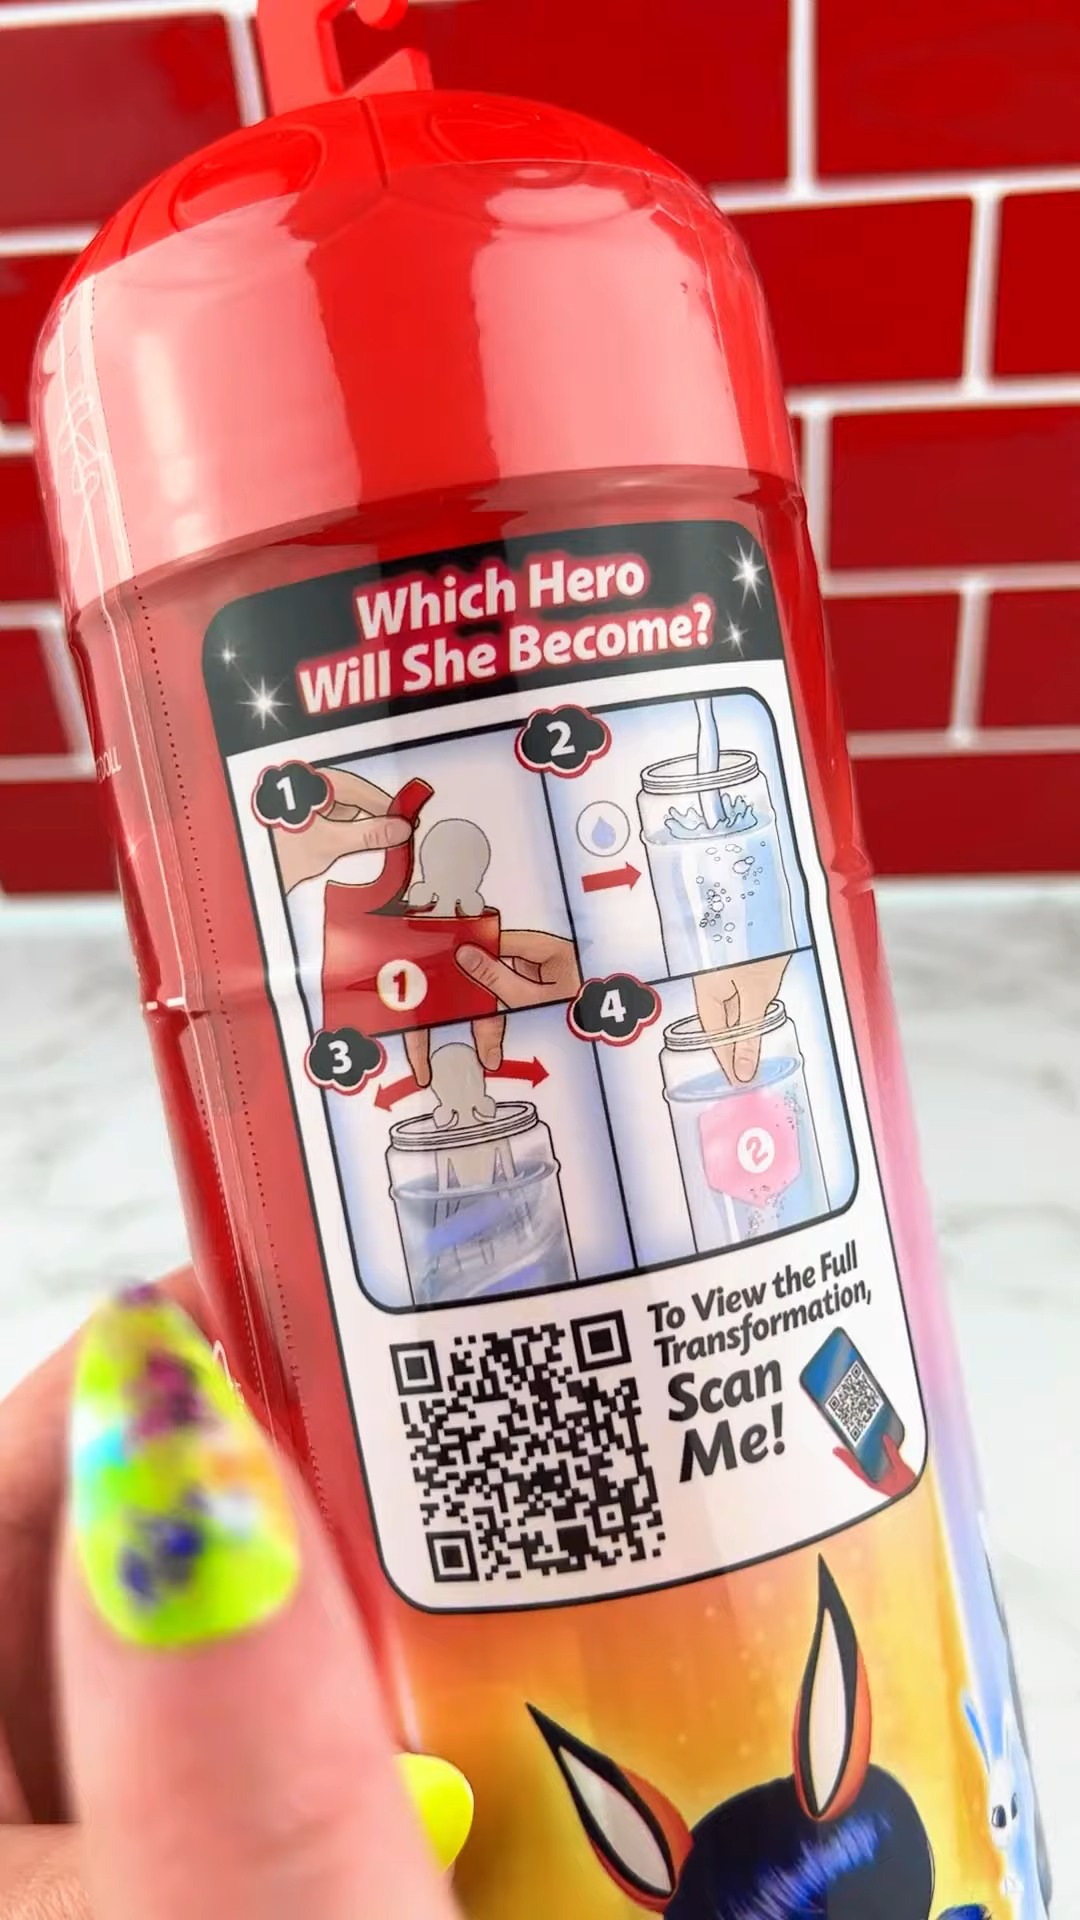 Which Hero
Will She Become?
1
2
1
3
4
2
To View the Full
Transformation,
Scan
Me!